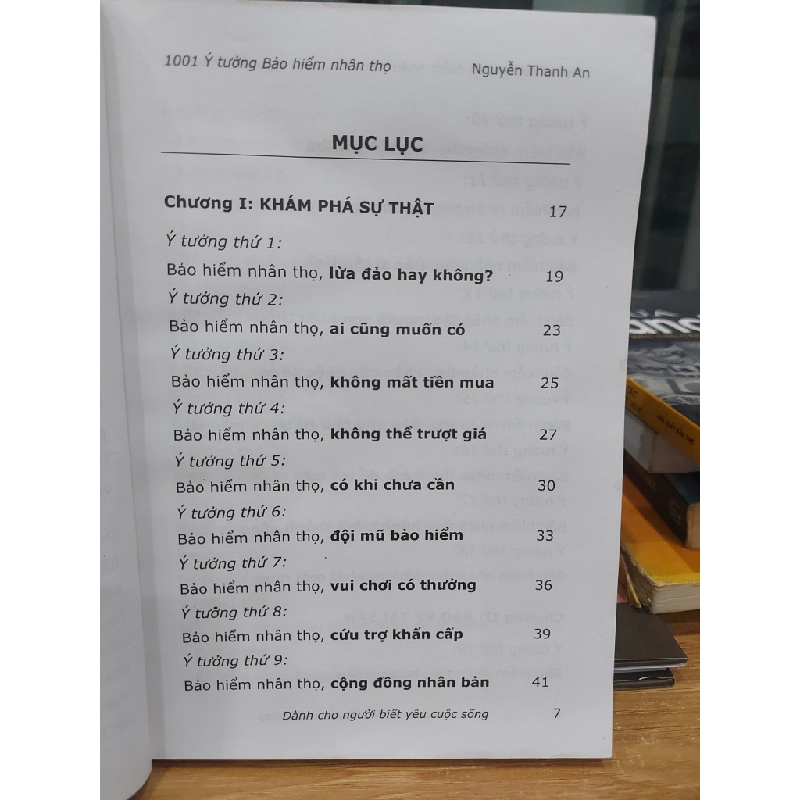 1001 Ý tưởng Bảo hiểm nhân thọ Nguyễn Thanh An
MỤC LỤC
Chương I: KHÁM PHÁ SỰ THẬT 17
Ý tưởng thứ 1:
Bảo hiểm nhân thọ, lừa đảo hay không? 19
Ý tưởng thứ 2:
Bảo hiểm nhân thọ, ai cũng muốn có 23
Ý tưởng thứ 3:
Bảo hiểm nhân thọ, không mất tiền mua 25
Ý tưởng thứ 4:
Bảo hiểm nhân thọ, không thể trượt giá 27
Ý tưởng thứ 5:
Bảo hiểm nhân thọ, có khi chưa cần 30
Ý tưởng thứ 6:
Bảo hiểm nhân thọ, đội mũ bảo hiểm 33
Ý tưởng thứ 7:
Bảo hiểm nhân thọ, vui chơi có thưởng 36
Ý tưởng thứ 8:
Bảo hiểm nhân thọ, cứu trợ khẩn cấp 39
Ý tưởng thứ 9:
Bảo hiểm nhân thọ, cộng đồng nhân bản 41
Dành cho người biết yêu cuộc sống 7